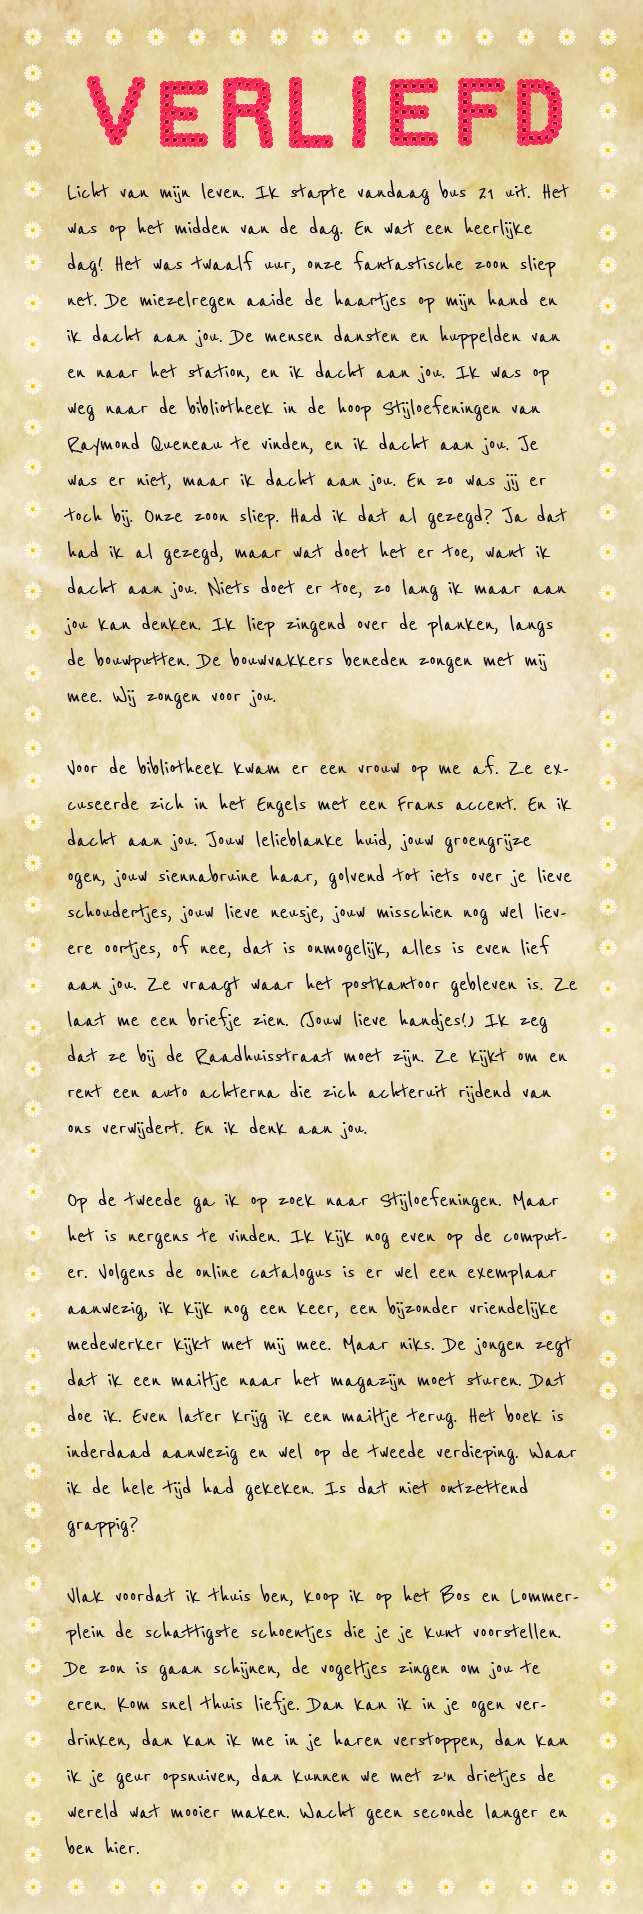 VERLIEFD
Licht van mijn leven. Ik stapte vandaag bus 21 uit. Het
was op het midden van de dag. En wat een heerlijke
dag! Het was twaalf uur, onze fantastische zoon sliep
net. De miezelregen aaide de haartjes op mijn hand en
ik dacht aan jou. De mensen dansten en huppelden van
en naar het station, en ik dacht aan jou. Ik was op
weg naar de bibliotheek in de hoop Stijloefeningen van
Raymond Queneau te vinden, en ik dacht aan jou. Je
was er niet, maar ik dacht aan jou. En zo was jij er
toch bij. Onze zoon sliep. Had ik dat al gezegd? Ja dat
had ik al gezegd, maar wat doet het er toe, want ik
dacht aan jou. Niets doet er toe, zo lang ik maar aan
jou kan denken. Ik liep zingend over de planken, langs
de bouwputten. De bouwvakkers beneden zongen met mij
mee. Wij zongen voor jou.
Voor de bibliotheek kwam er een vrouw op me af. Ze ex-
cuseerde zich in het Engels met een Frans accent. En ik
dacht aan jou. Jouw lelieblanke huid, jouw groengrijze
ogen, jouw siennabruine haar, golvend tot iets over je lieve
schoudertjes, jouw lieve neusje, jouw misschien nog wel liev-
ere oortjes, of nee, dat is onmogelijk, alles is even lief
aan jou. Ze vraagt waar het postkantoor gebleven is. Ze
laat me een briefje zien. (Jouw lieve handjes!) Ik zeg
dat ze bij de Raadhuisstraat moet zijn. Ze kijkt om en
rent een auto achterna die zich achteruit rijdend van
ons verwijdert. En ik denk aan jou.
Op de tweede ga ik op zoek naar Stijloefeningen. Maar
het is nergens te vinden. Ik kijk nog even op de comput-
er. Volgens de online catalogus is er wel een exemplaar
aanwezig, ik kijk nog een keer, een bijzonder vriendelijke
medewerker kijkt met mij mee. Maar niks. De jongen zegt
dat ik een mailtje naar het magazijn moet sturen. Dat
doe ik. Even later krijg ik een mailtje terug. Het boek is
inderdaad aanwezig en wel op de tweede verdieping. Waar
ik de hele tijd had gekeken. Is dat niet ontzettend
grappig?
Vlak voordat ik thuis ben, koop ik op het Bos en Lommer-
plein de schattigste schoentjes die je je kunt voorstellen.
De zon is gaan schijnen, de vogeltjes zingen om jou te
eren. Kom snel thuis liefje. Dan kan ik in je ogen ver-
drinken, dan kan ik me in je haren verstoppen, dan kan
ik je geur opsnuiven, dan kunnen we met z'n drietjes de
wereld wat mooier maken. Wacht geen seconde langer en
ben hier.